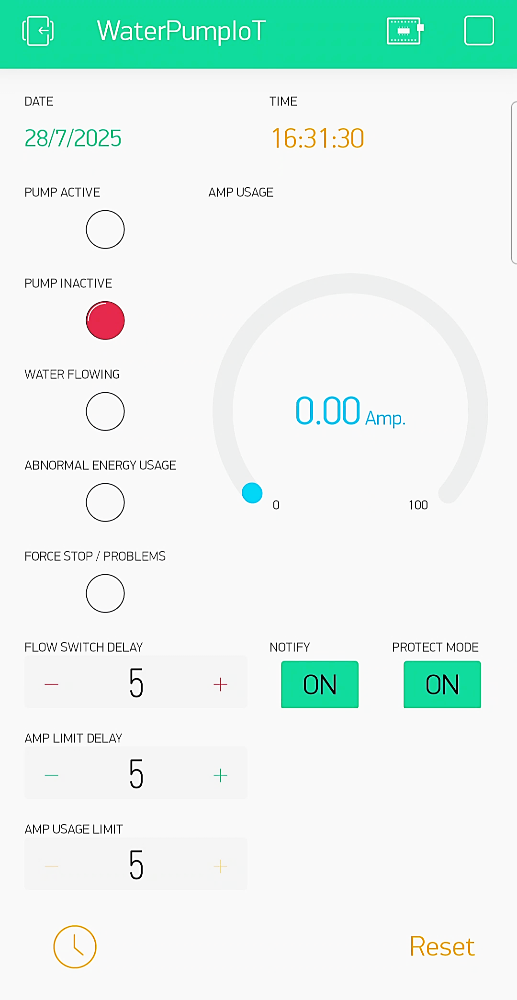 WaterPumpIoT
DATE
TIME
28/7/2025
16:31:30
PUMP ACTIVE
AMP USAGE
PUMP INACTIVE
WATER FLOWING
0.00 Amp.
ABNORMAL ENERGY USAGE
0
100
FORCE STOP / PROBLEMS
FLOW SWITCH DELAY
NOTIFY
PROTECT MODE
— 5 +
ON
ON
AMP LIMIT DELAY
— 5 +
AMP USAGE LIMIT
— 5 +
Reset